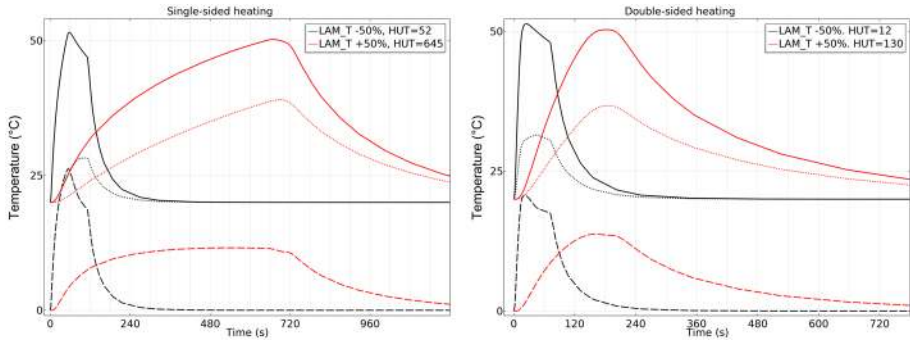 Single-sided heating
LAM_T -50%, HUT=52
LAM_T +50%, HUT=645
50
25
0
Temperature (°C)
0 240 480 720 960
Time (s)
Double-sided heating
LAM_T -50%. HUT=12
LAM_T +50%, HUT=130
50
25
0
Temperature (°C)
0 120 240 360 480 600 720
Time (s)